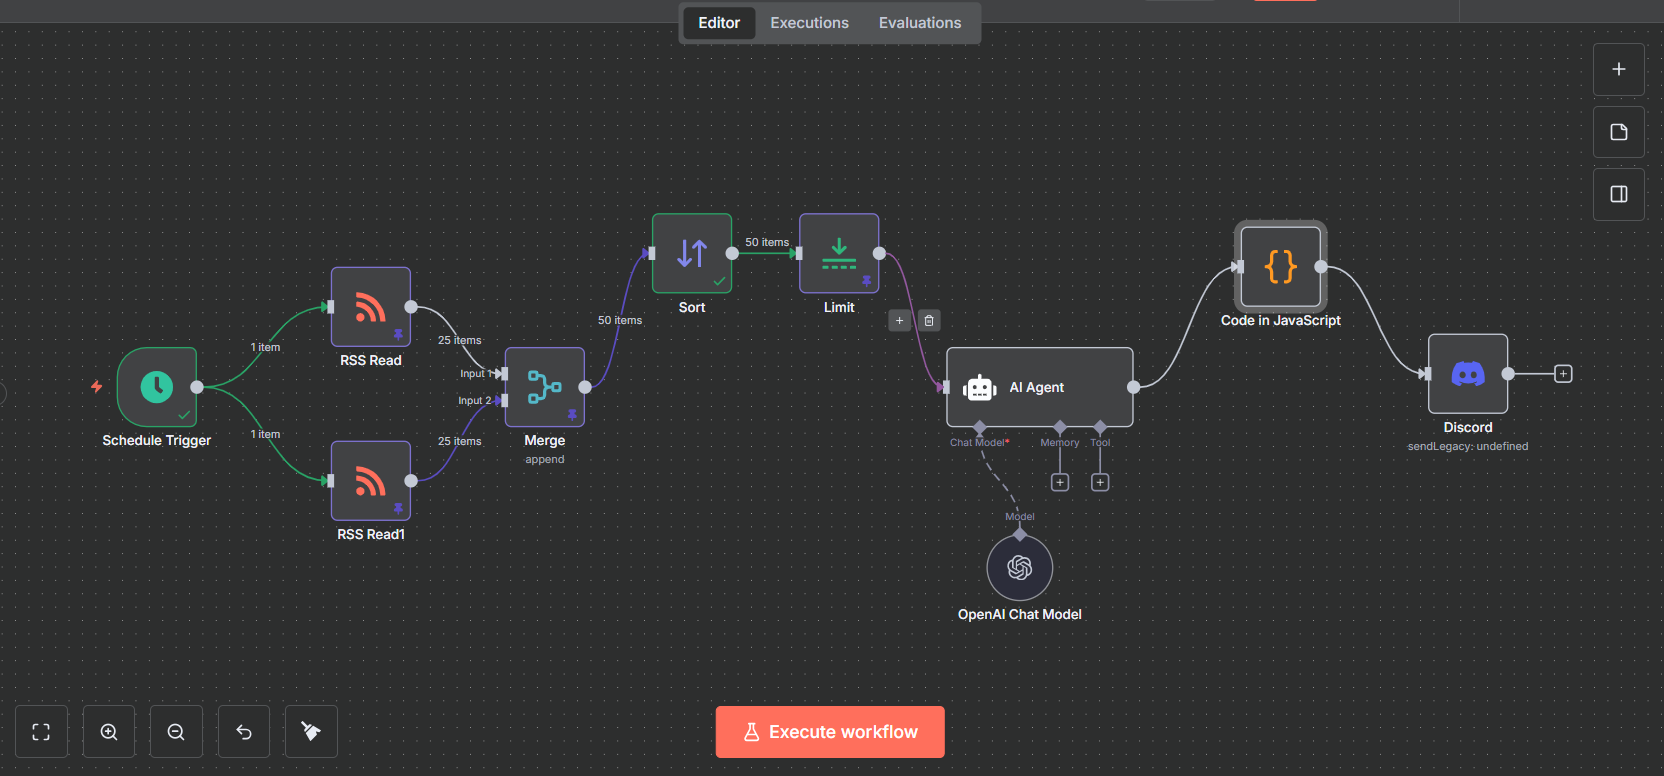 Editor Executions Evaluations
50 items
Sort
Limit
50 items
Code in JavaScript
1 item
25 items
RSS Read
Input 1
Input 2
AI Agent
Schedule Trigger
1 item
25 items
Merge
append
Chat Model*
Memory
Tool
Discord
sendLegacy: undefined
RSS Read1
Model
OpenAI Chat Model
Execute workflow